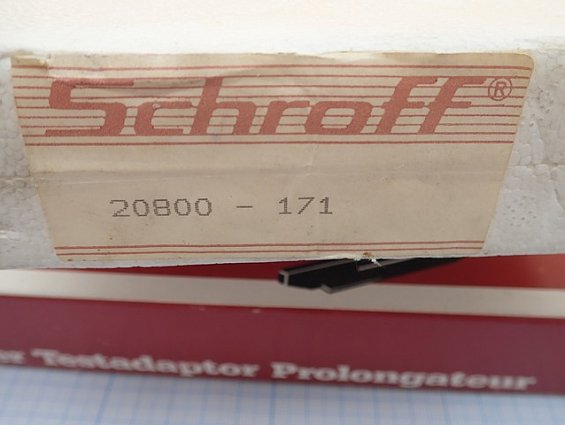 Schroff®
20800 - 171
Testadaptor Prolongateur